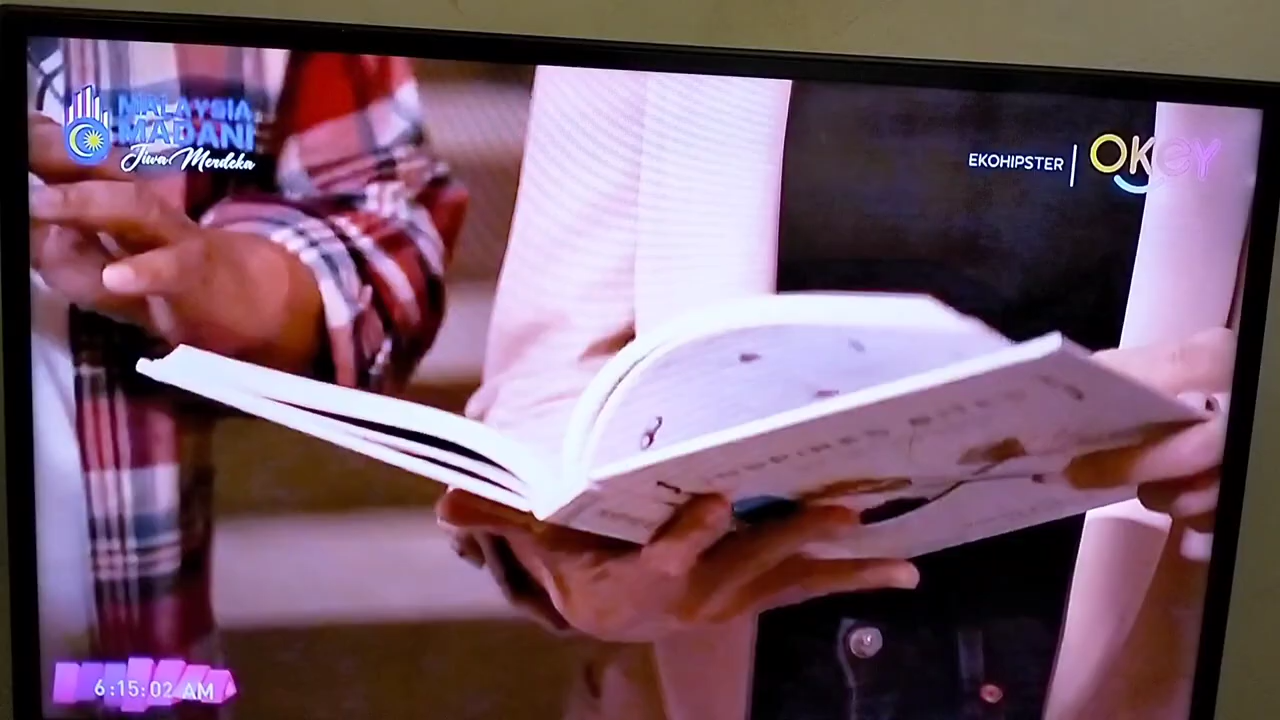 MALAYSIA
MADANI
Jiwa Merdeka
EKOHIPSTER
OKEY
6:15:02 AM